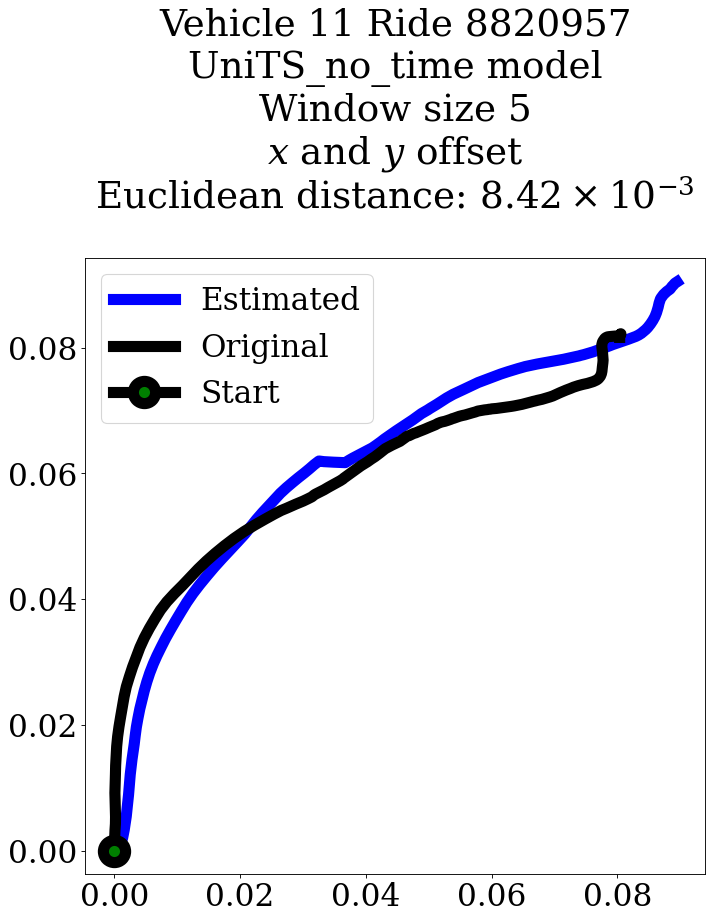 Vehicle 11 Ride 8820957
UniTS_no_time model
Window size 5
x and y offset
Euclidean distance: 8.42 × 10⁻³
Estimated
Original
Start
0.08
0.06
0.04
0.02
0.00
0.00 0.02 0.04 0.06 0.08